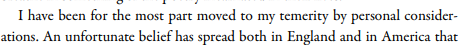 I have been for the most part moved to my temerity by personal consider-
ations. An unfortunate belief has spread both in England and in America that